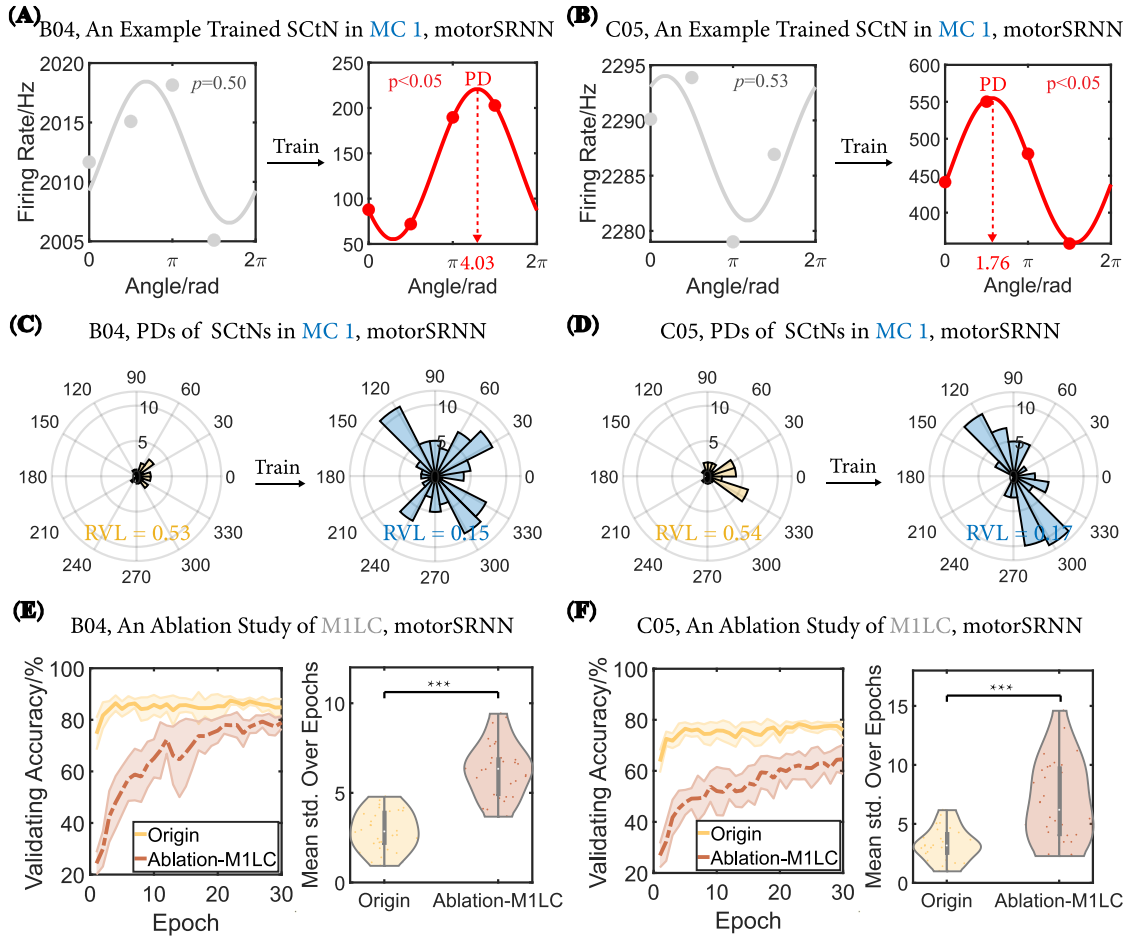 (A) B04, An Example Trained SCtN in MC 1, motorSRNN
2020
2015
2010
2005
Firing Rate/Hz
p=0.50
0 π 2π
Angle/rad
Train
250
200
150
100
50
p<0.05 PD
0 π 4.03 2π
Angle/rad
(B) C05, An Example Trained SCtN in MC 1, motorSRNN
2295
2290
2285
2280
Firing Rate/Hz
p=0.53
0 π 2π
Angle/rad
Train
600
550
500
450
400
PD p<0.05
0 1.76 π 2π
Angle/rad
(C) B04, PDs of SCtNs in MC 1, motorSRNN
90
120 60
150 30
10
5
180 0
210 330
RVL = 0.53
240 300
270
Train
90
120 60
150 30
10
5
180 0
210 330
RVL = 0.15
240 300
270
(D) C05, PDs of SCtNs in MC 1, motorSRNN
90
120 60
150 30
10
5
180 0
210 330
RVL = 0.54
240 300
270
Train
90
120 60
150 30
10
5
180 0
210 330
RVL = 0.17
240 300
270
(E) B04, An Ablation Study of M1LC, motorSRNN
100
80
60
40
20
Validating Accuracy/%
Origin
Ablation-M1LC
0 10 20 30
Epoch
10
5
0
Mean std. Over Epochs
***
Origin Ablation-M1LC
(F) C05, An Ablation Study of M1LC, motorSRNN
100
80
60
40
20
Validating Accuracy/%
Origin
Ablation-M1LC
0 10 20 30
Epoch
15
10
5
0
Mean std. Over Epochs
***
Origin Ablation-M1LC